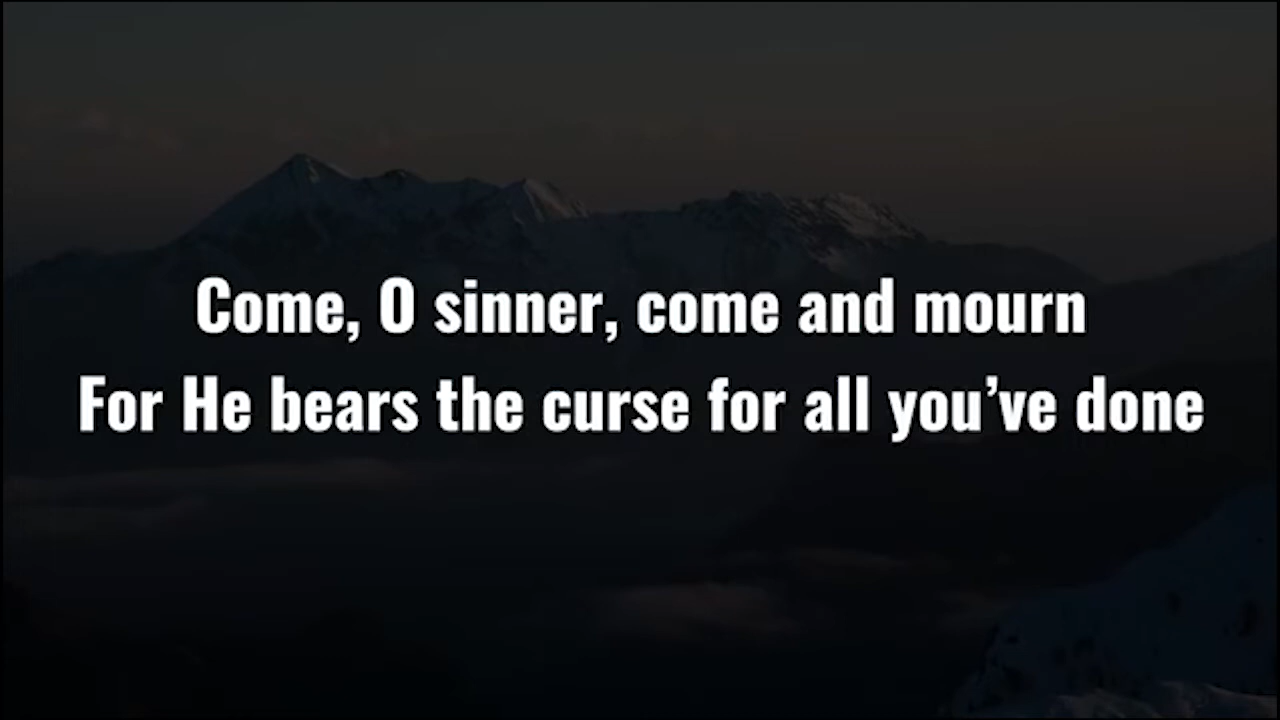 Come, O sinner, come and mourn
For He bears the curse for all you’ve done